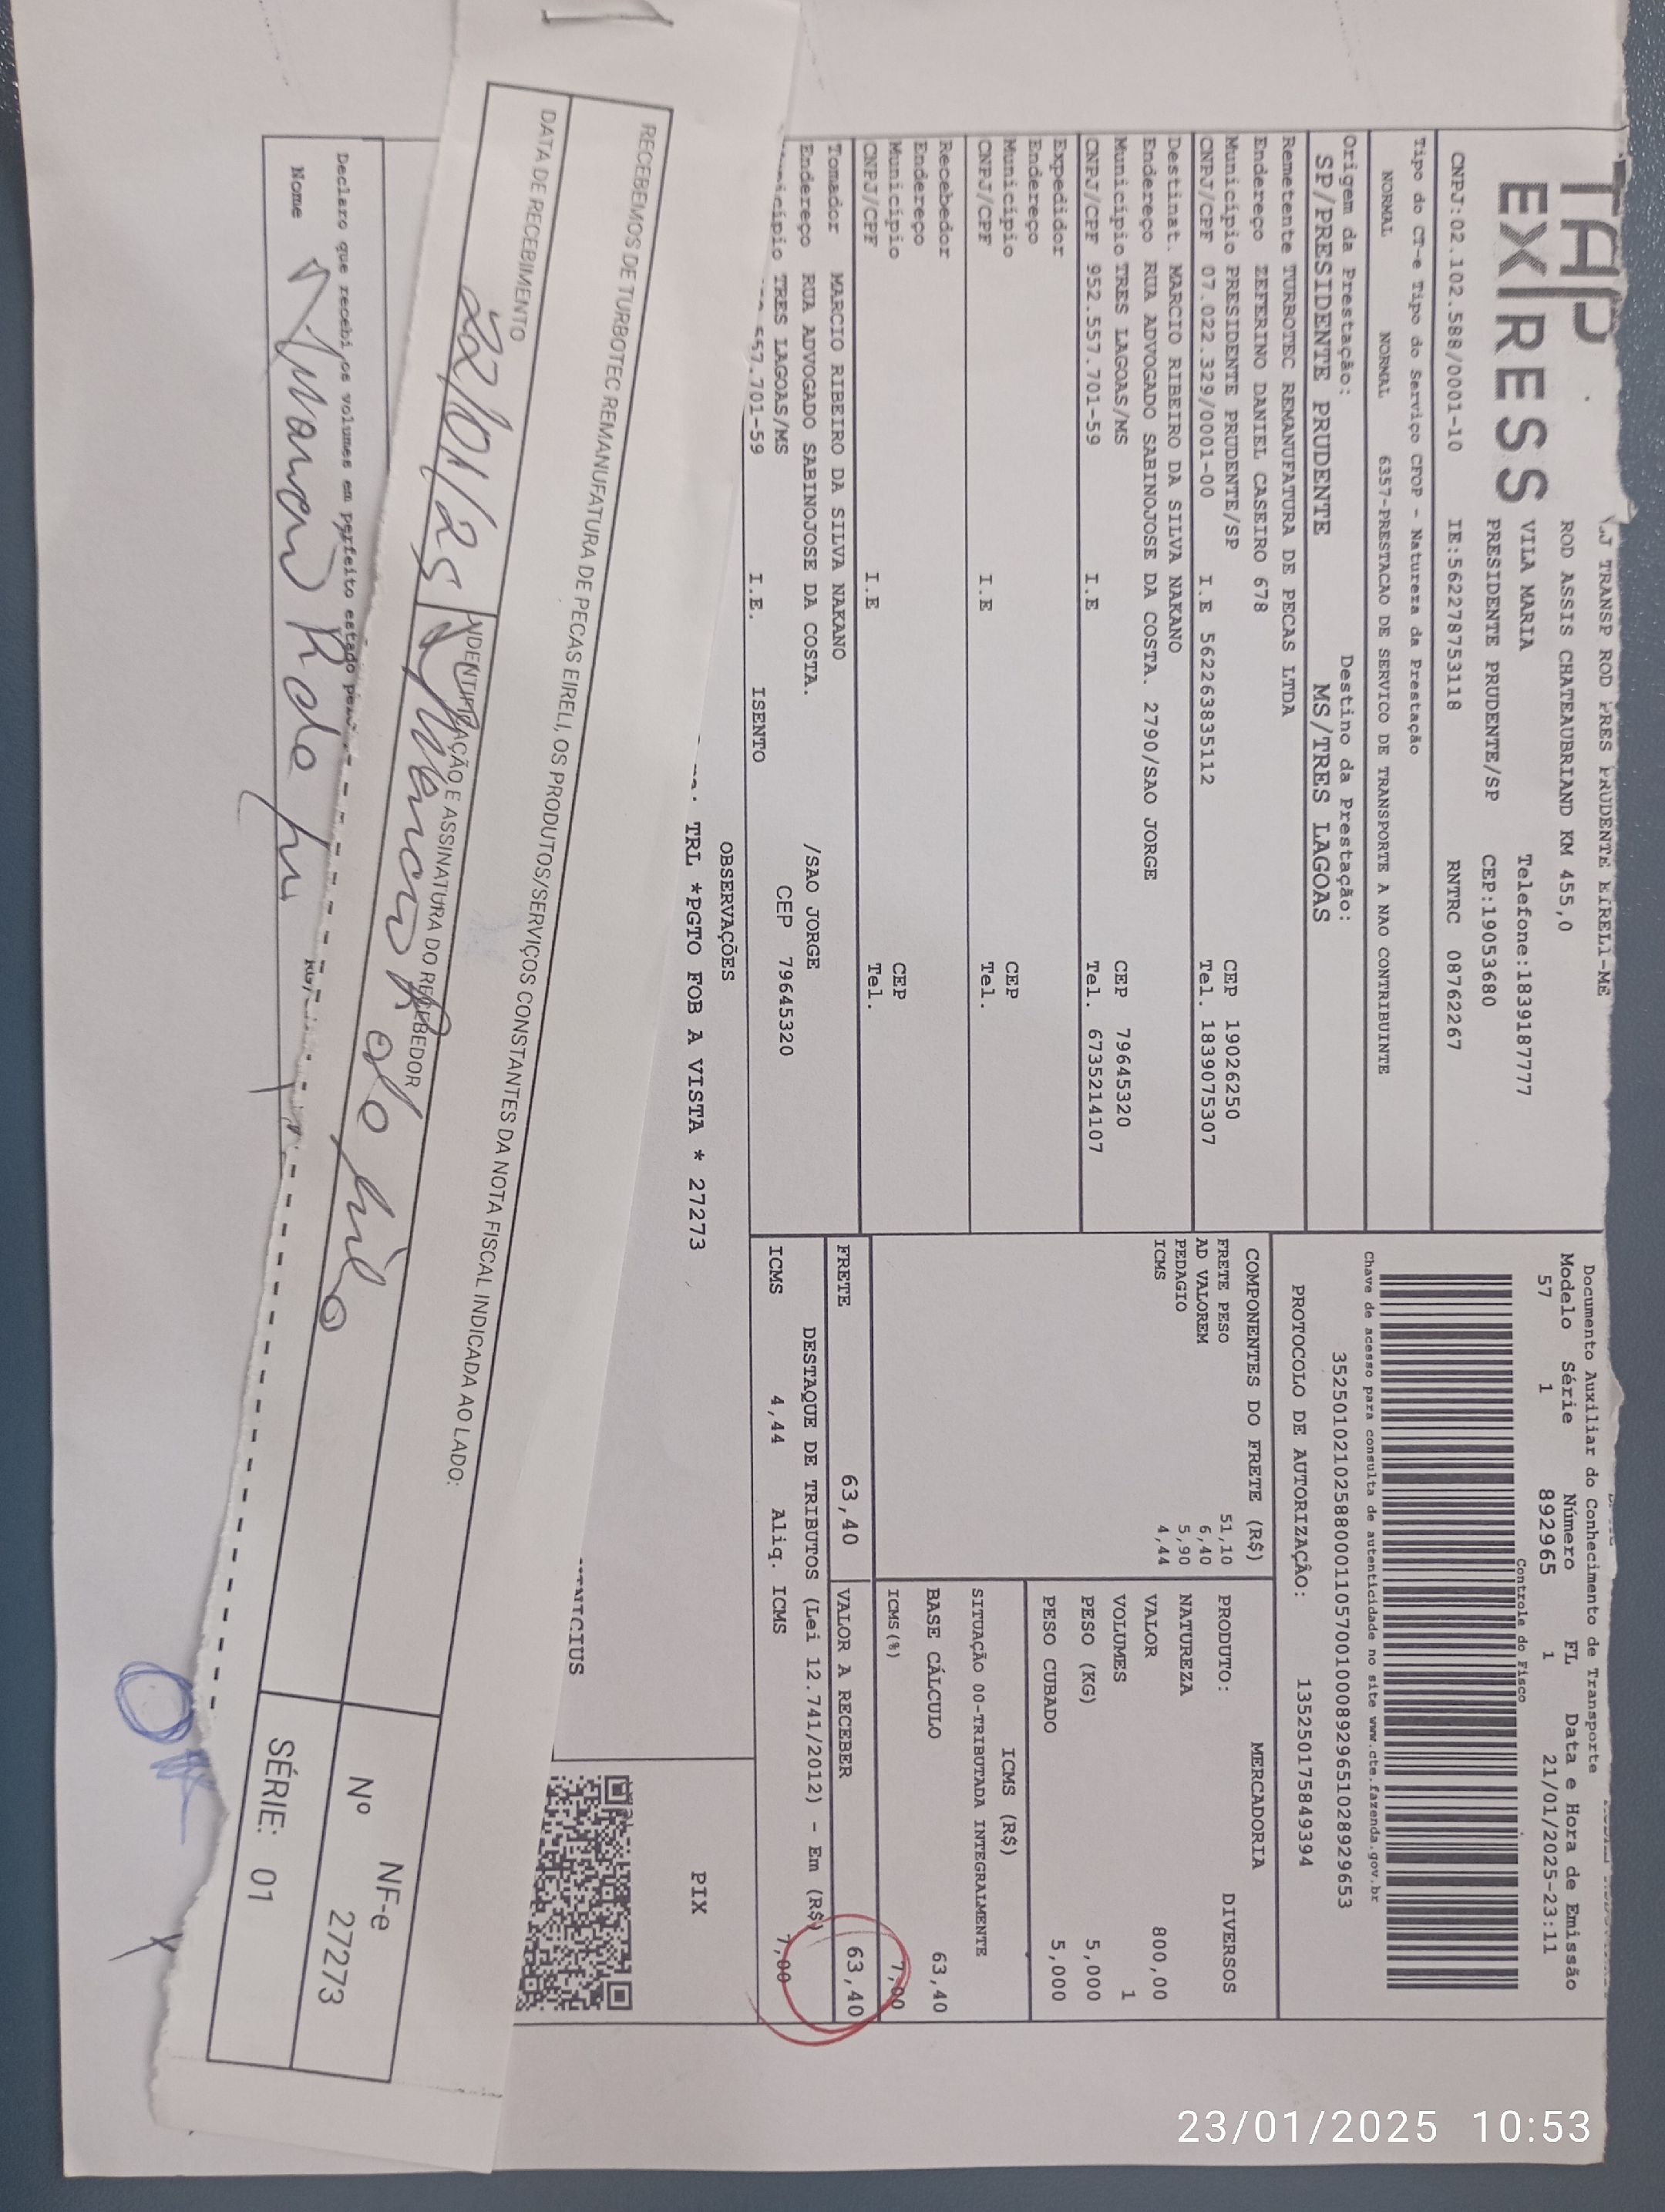 TAP
EXPRESS
TRANSP ROD PRES PRUDENTE EIRELI-ME
ROD ASSIS CHATEAUBRIAND KM 455,0
VILA MARIA Telefone:1839187777
PRESIDENTE PRUDENTE/SP CEP:19053680
CNPJ:02.102.588/0001-10 IE:562278753118 RNTRC 08762267
Tipo do CT-e Tipo do Serviço CFOP - Natureza da Prestação
NORMAL NORMAL 6357-PRESTACAO DE SERVICO DE TRANSPORTE A NAO CONTRIBUINTE
Origem da Prestação: Destino da Prestação:
SP/PRESIDENTE PRUDENTE MS/TRES LAGOAS
Remetente TURBOTEC REMANUFATURA DE PECAS LTDA
Endereço ZEFERINO DANIEL CASEIRO 678
Município PRESIDENTE PRUDENTE/SP CEP 19026250
CNPJ/CPF 07.022.329/0001-00 I.E 562263835112 Tel. 1839075307
Destinat. MARCIO RIBEIRO DA SILVA NAKANO
Endereço RUA ADVOGADO SABINOJOSE DA COSTA. 2790/SAO JORGE
Município TRES LAGOAS/MS CEP 79645320
CNPJ/CPF 952.557.701-59 I.E Tel. 6735214107
Expedidor
Endereço
Município CEP
CNPJ/CPF I.E Tel.
Recebedor
Endereço
Município CEP
CNPJ/CPF I.E Tel.
Tomador MARCIO RIBEIRO DA SILVA NAKANO
Endereço RUA ADVOGADO SABINOJOSE DA COSTA. /SAO JORGE
Município TRES LAGOAS/MS CEP 79645320
557.701-59 I.E. ISENTO
OBSERVAÇÕES
TRL *PGTO FOB A VISTA * 27273
Documento Auxiliar do Conhecimento de Transporte
Modelo Série Número FL Data e Hora de Emissão
57 1 892965 1 21/01/2025-23:11
Controle do Fisco
Chave de acesso para consulta de autenticidade no site www.cte.fazenda.gov.br
35250102102588000110570010008929651028929653
PROTOCOLO DE AUTORIZAÇÃO: 135250175849394
COMPONENTES DO FRETE (R$)
FRETE PESO 51,10
AD VALOREM 6,40
PEDAGIO 5,90
ICMS 4,44
MERCADORIA
PRODUTO: DIVERSOS
NATUREZA
VALOR 800,00
VOLUMES 1
PESO (KG) 5,000
PESO CUBADO 5,000
ICMS (R$)
SITUAÇÃO 00-TRIBUTADA INTEGRALMENTE
BASE CÁLCULO 63,40
ICMS(%) 7,00
FRETE 63,40 VALOR A RECEBER 63,40
DESTAQUE DE TRIBUTOS (Lei 12.741/2012) - Em (R$)
ICMS 4,44 Aliq. ICMS 7,00
PIX
RECEBEMOS DE TURBOTEC REMANUFATURA DE PECAS EIRELI, OS PRODUTOS/SERVIÇOS CONSTANTES DA NOTA FISCAL INDICADA AO LADO:
DATA DE RECEBIMENTO
22/01/25
IDENTIFICAÇÃO E ASSINATURA DO RECEBEDOR
NF-e
Nº 27273
SÉRIE: 01
Declaro que recebi os volumes em perfeito estado
Nome
OK
23/01/2025 10:53